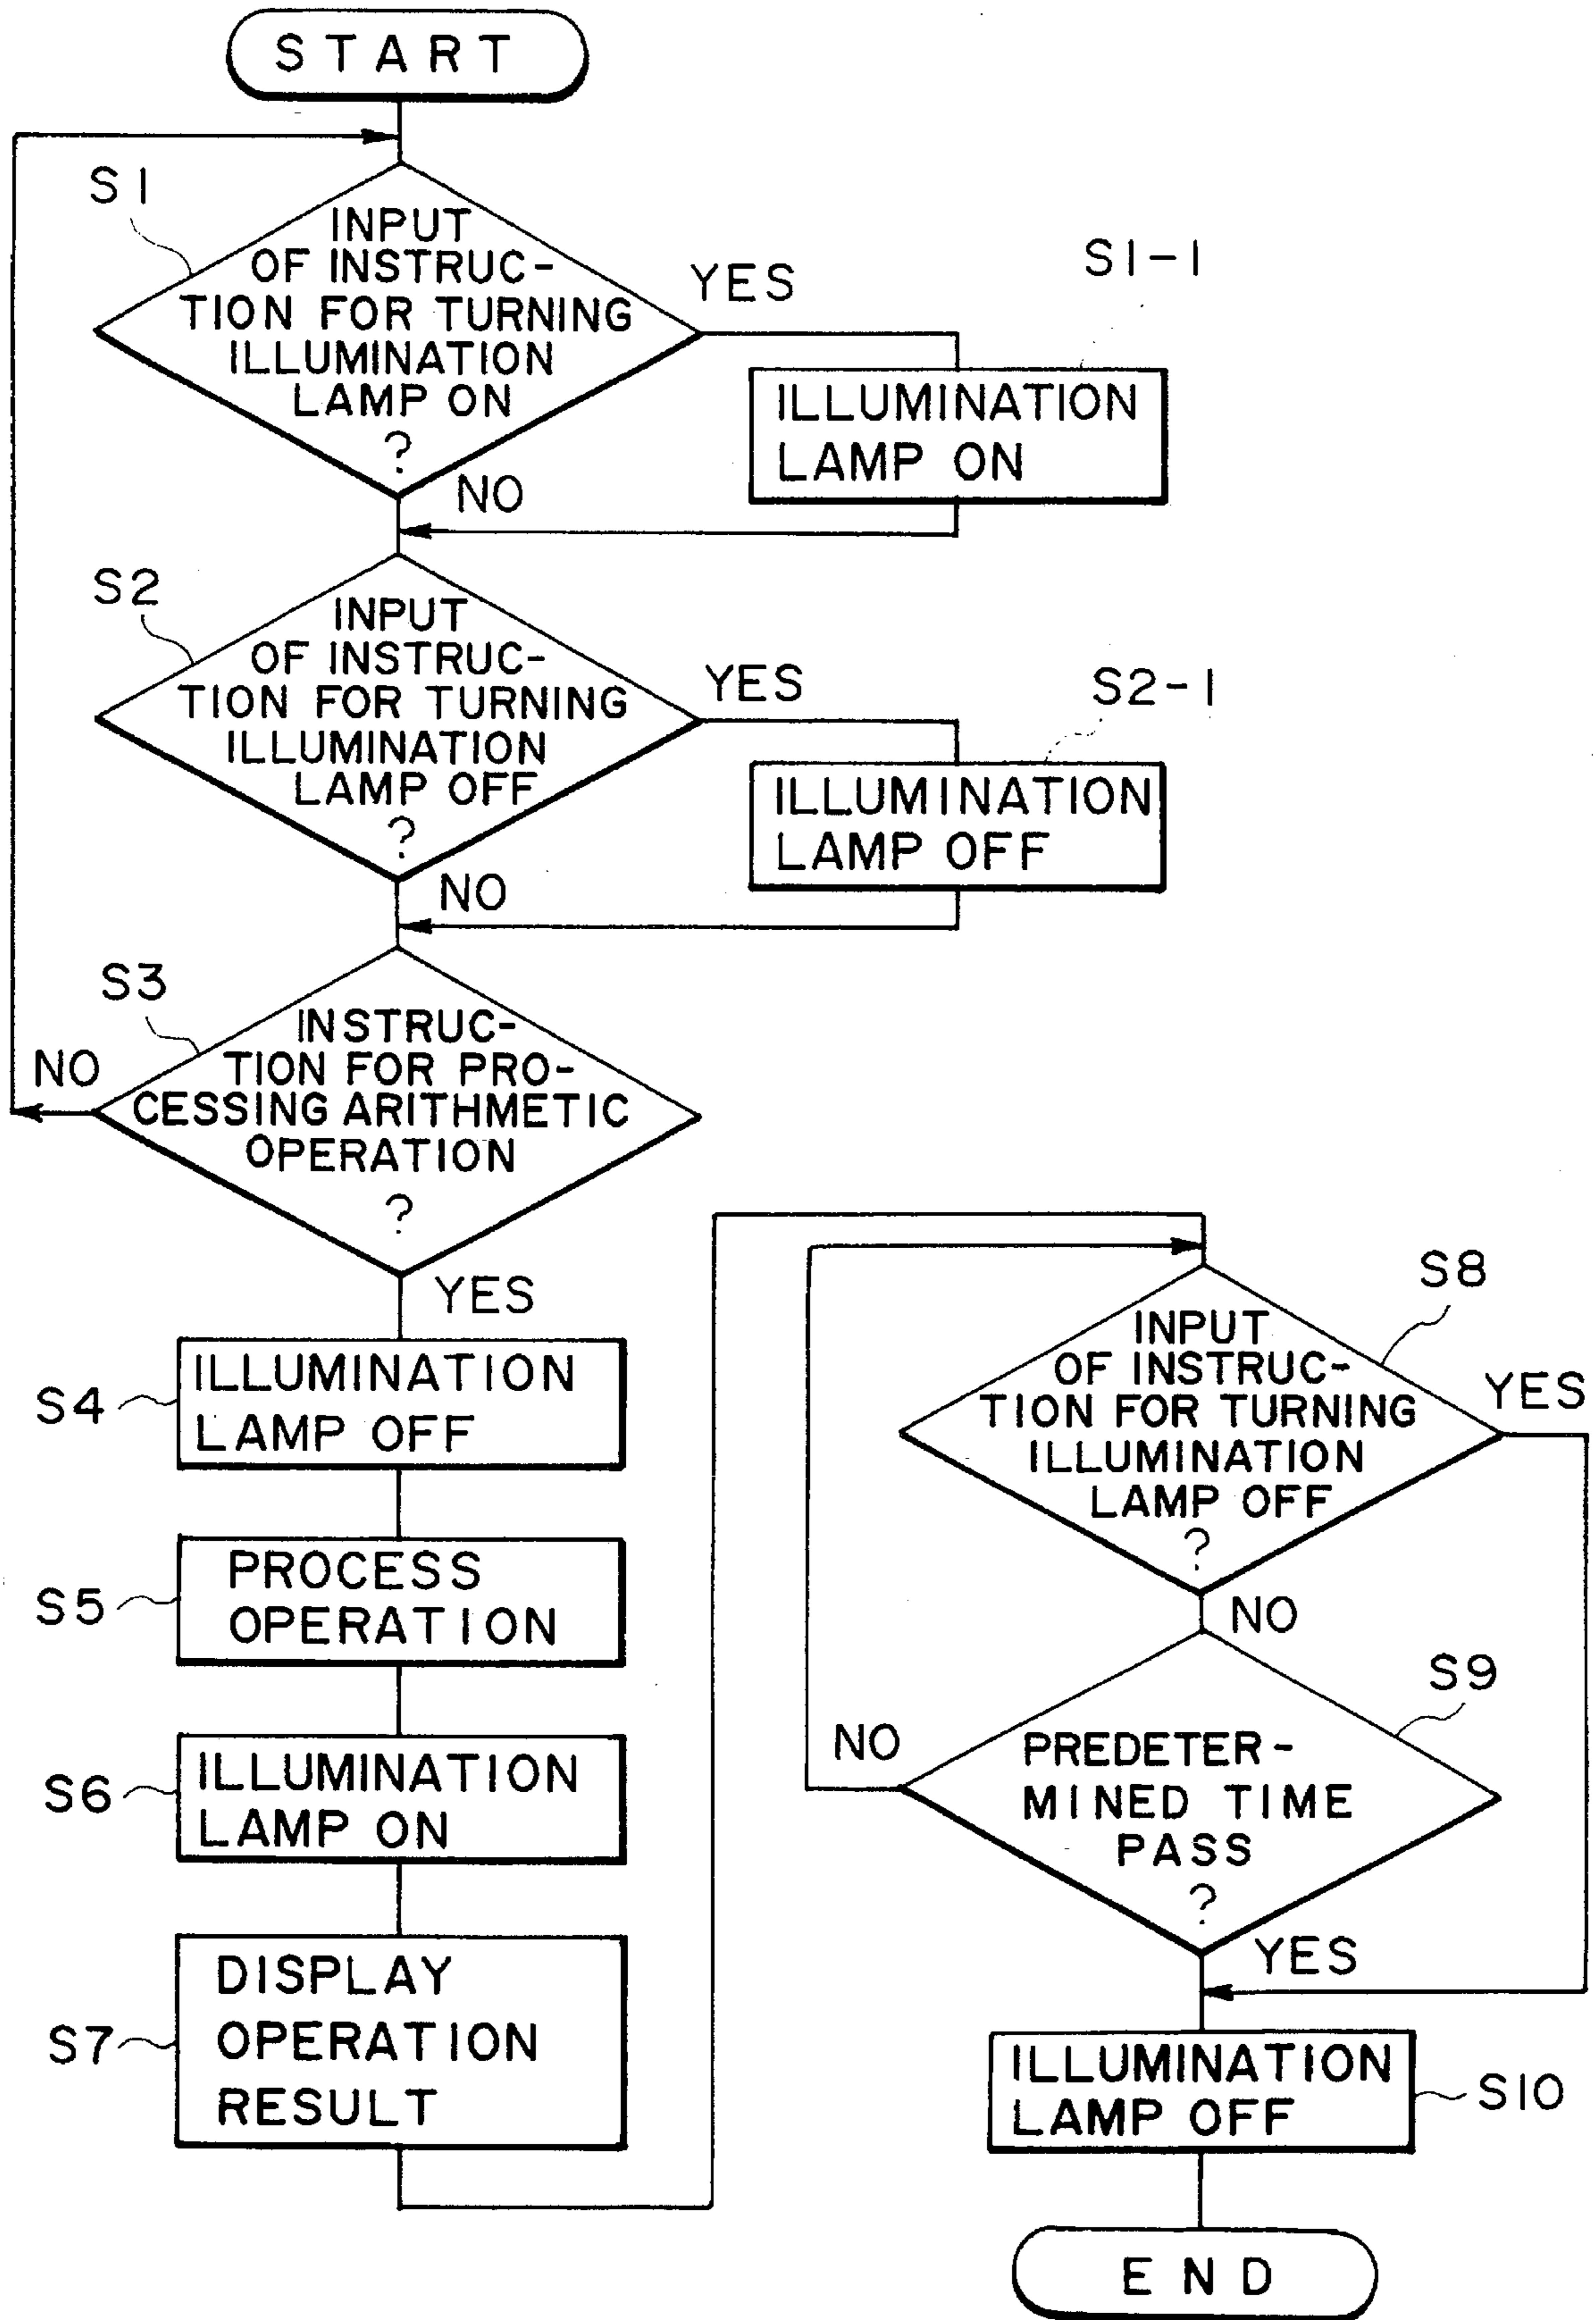 START
S1
INPUT
OF INSTRUC-
TION FOR TURNING
ILLUMINATION
LAMP ON
?
YES
S1-1
ILLUMINATION
LAMP ON
NO
S2
INPUT
OF INSTRUC-
TION FOR TURNING
ILLUMINATION
LAMP OFF
?
YES
S2-1
ILLUMINATION
LAMP OFF
NO
S3
INSTRUC-
TION FOR PRO-
CESSING ARITHMETIC
OPERATION
?
NO
YES
S4
ILLUMINATION
LAMP OFF
S5
PROCESS
OPERATION
S6
ILLUMINATION
LAMP ON
S7
DISPLAY
OPERATION
RESULT
S8
INPUT
OF INSTRUC-
TION FOR TURNING
ILLUMINATION
LAMP OFF
?
YES
NO
S9
PREDETER-
MINED TIME
PASS
?
NO
YES
ILLUMINATION
LAMP OFF
S10
END